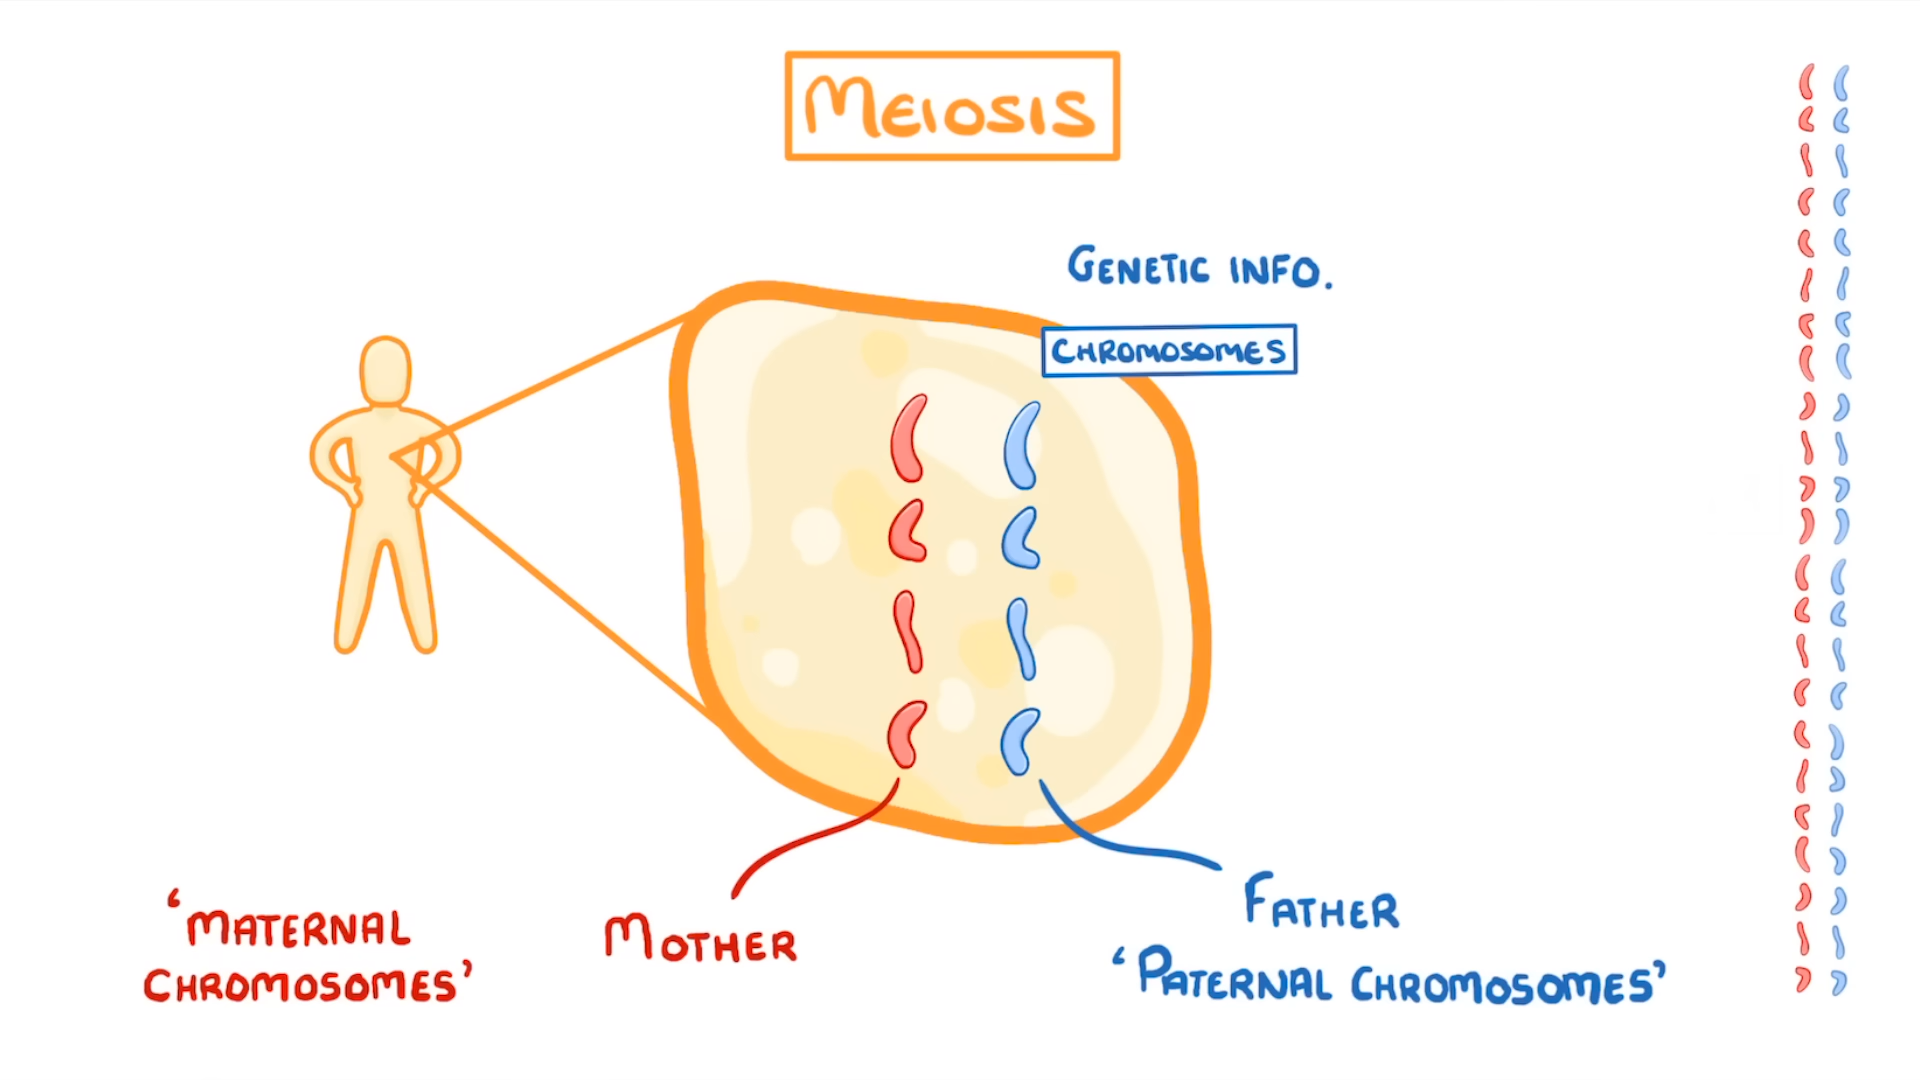 MEIOSIS
GENETIC INFO.
CHROMOSOMES
MOTHER
FATHER
'MATERNAL
CHROMOSOMES'
'PATERNAL CHROMOSOMES'